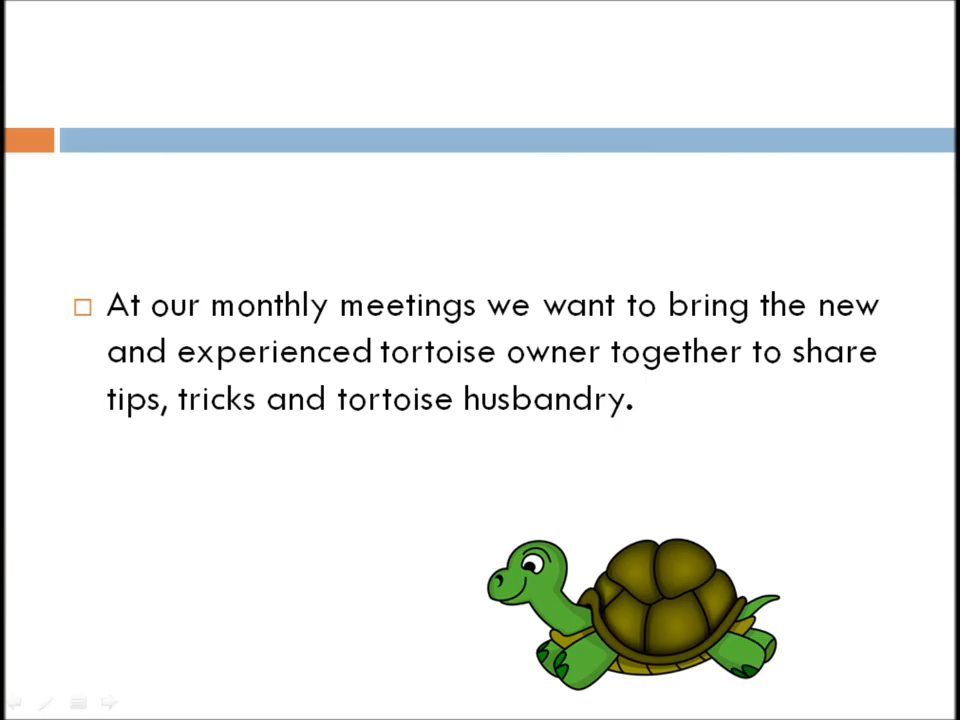 At our monthly meetings we want to bring the new
and experienced tortoise owner together to share
tips, tricks and tortoise husbandry.